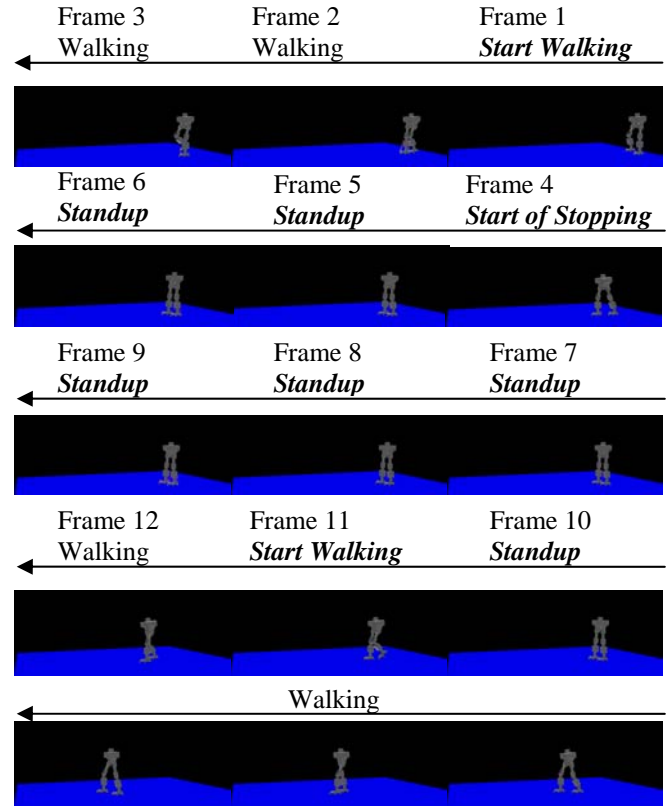 Frame 3 Frame 2 Frame 1
Walking Walking Start Walking
Frame 6 Frame 5 Frame 4
Standup Standup Start of Stopping
Frame 9 Frame 8 Frame 7
Standup Standup Standup
Frame 12 Frame 11 Frame 10
Walking Start Walking Standup
Walking